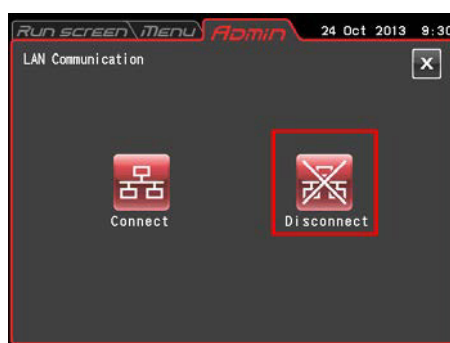 Run screen Menu Admin 24 Oct 2013 9:30
LAN Communication X
Connect Disconnect